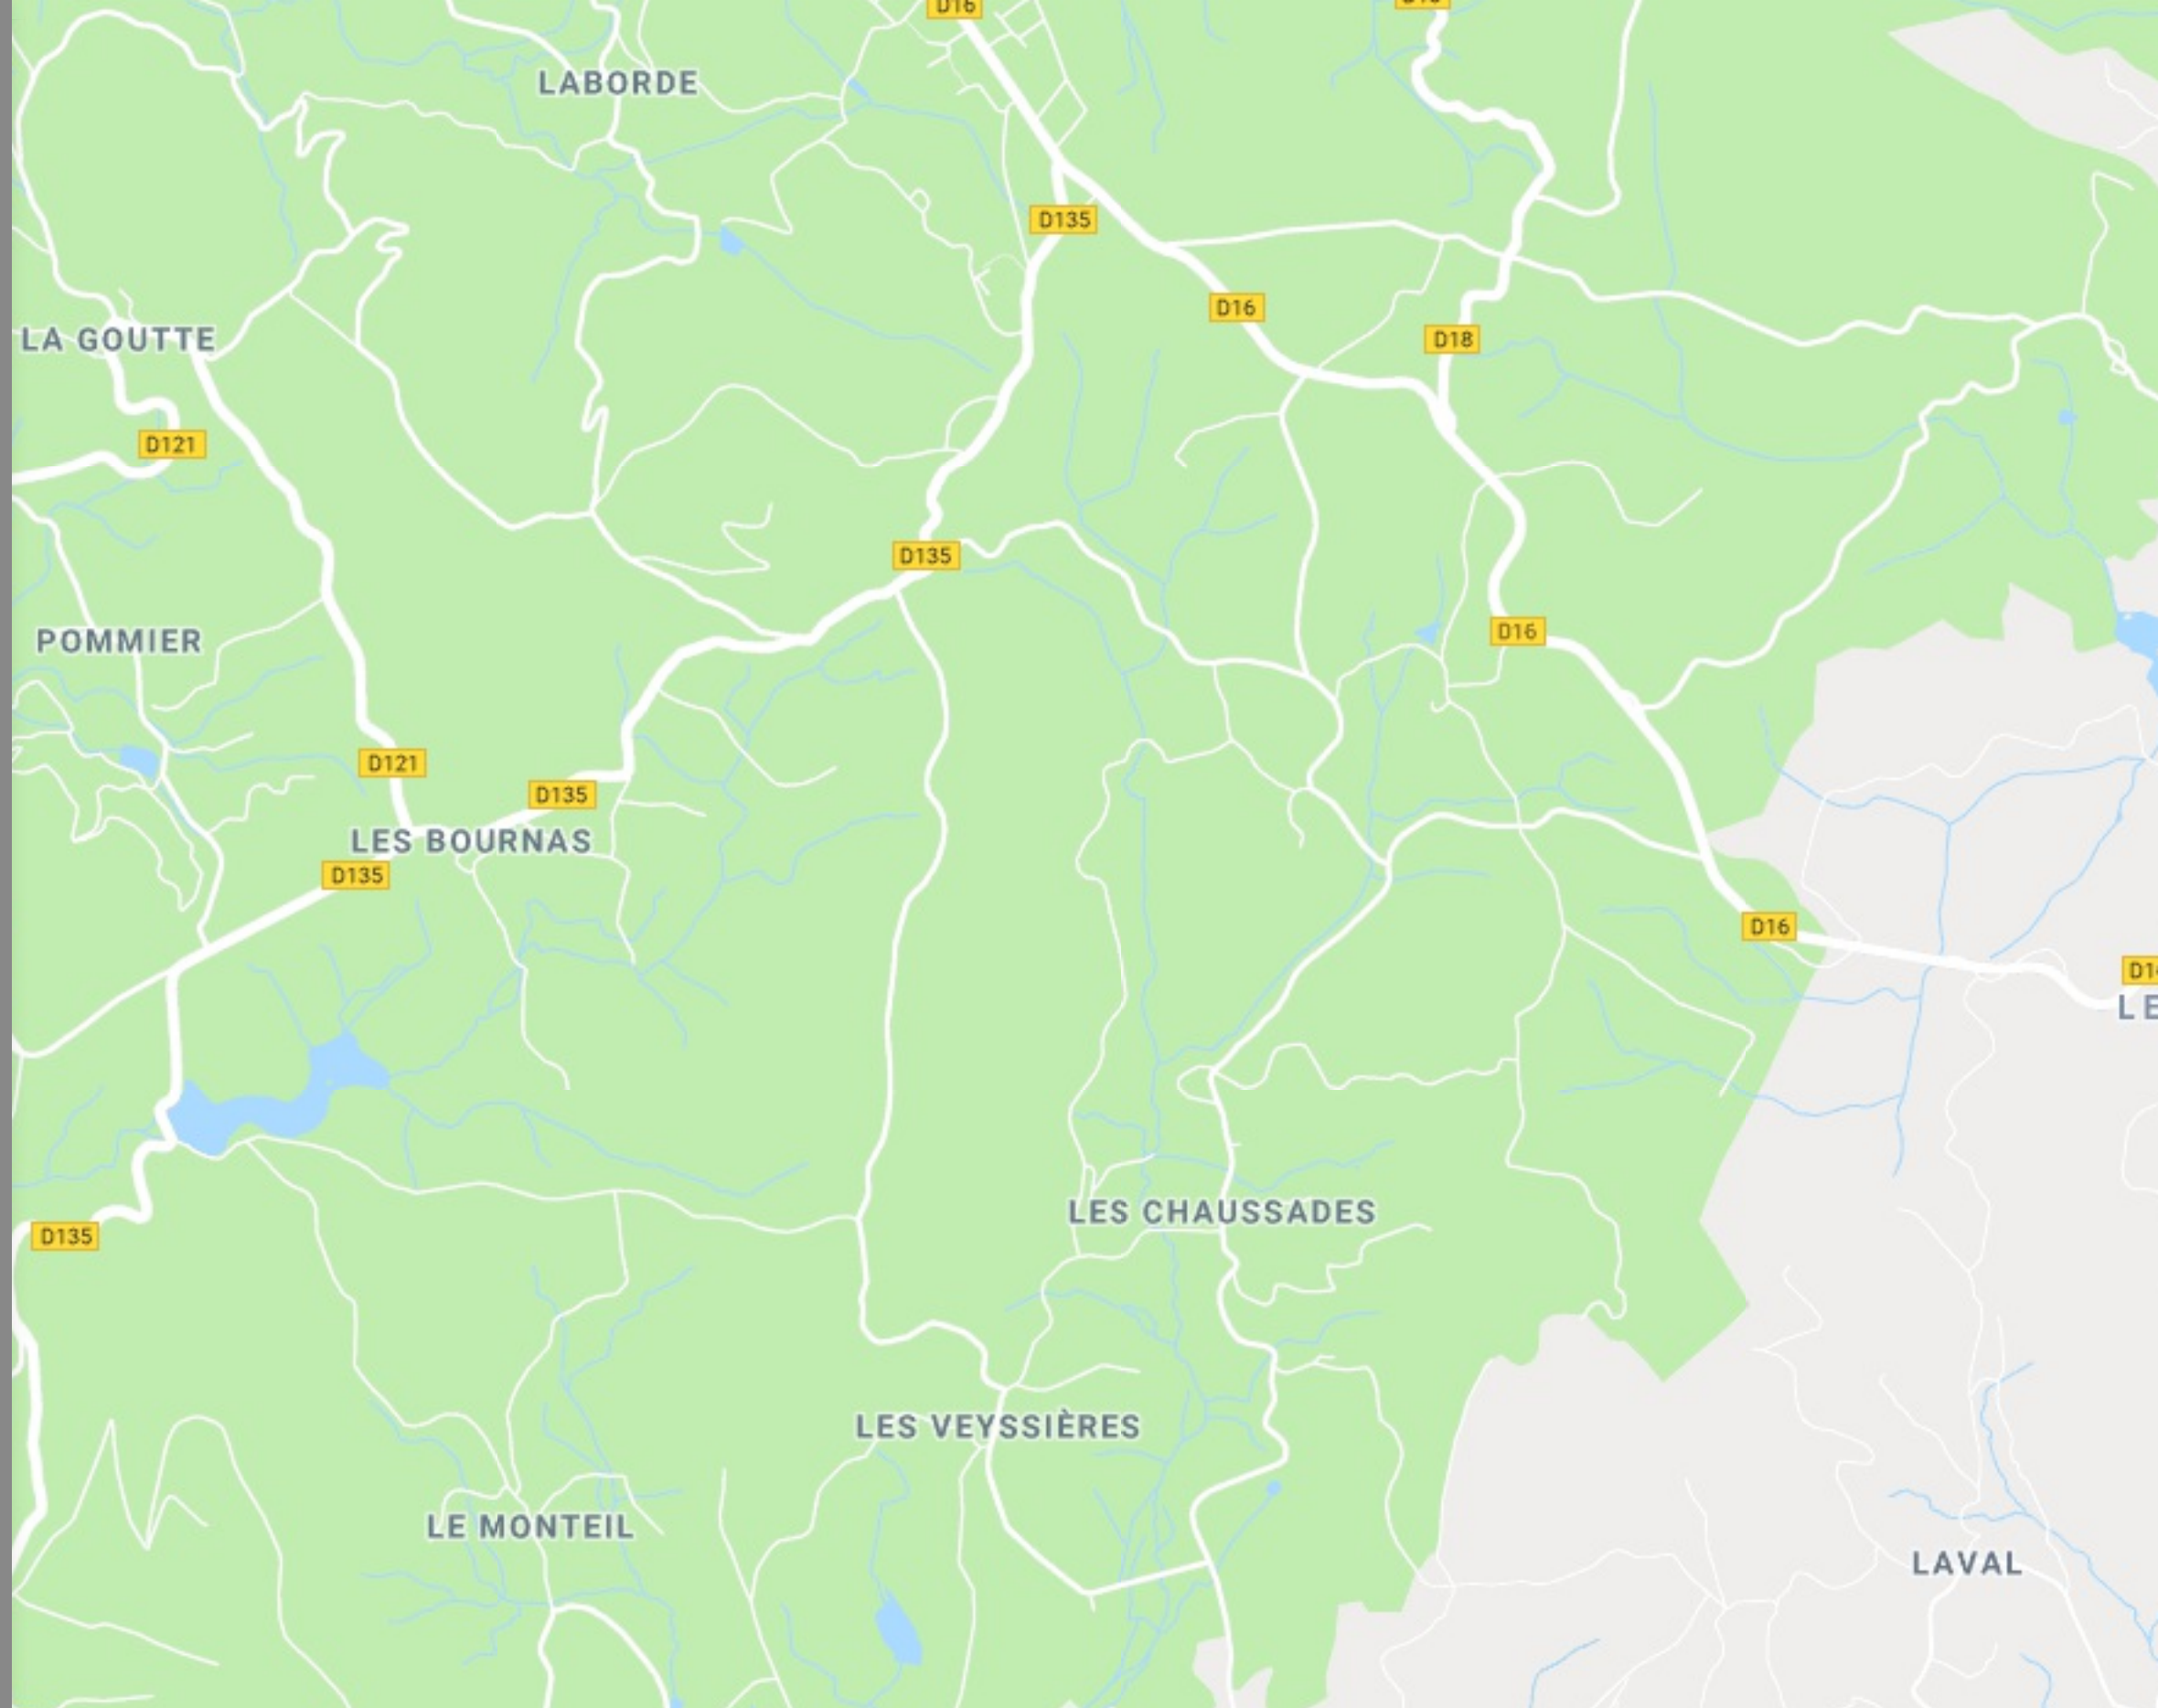 D16
LABORDE
D135
D16
D18
LA GOUTTE
D121
D135
D16
POMMIER
D121
D135
LES BOURNAS
D135
D16
LES CHAUSSADES
D135
LES VEYSSIÈRES
LE MONTEIL
LAVAL